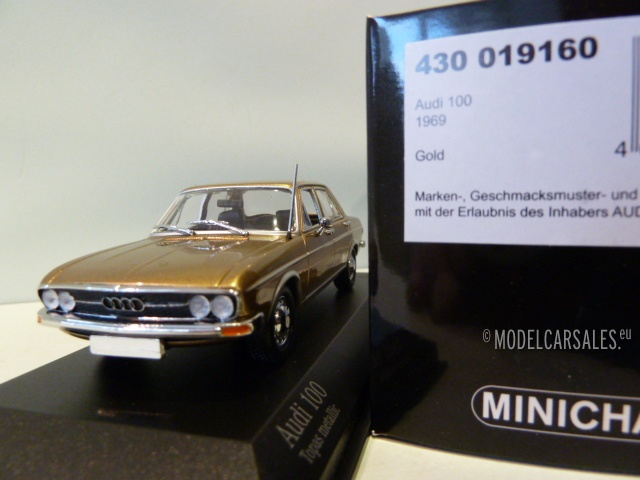 430 019160
Audi 100
1969
Gold
4
Marken-, Geschmacksmuster- und
mit der Erlaubnis des Inhabers AUD
© MODELCARSALES.eu
MINICHA
Audi 100
Topas metallic